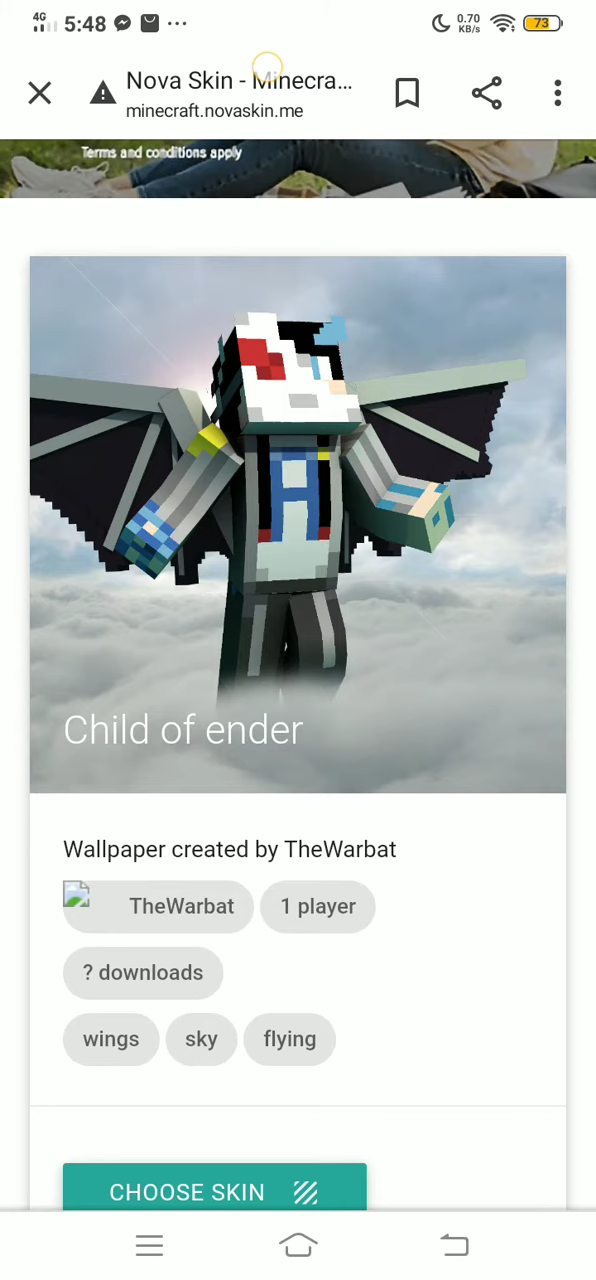 4G 5:48 ... 0.70 KB/s 73
Nova Skin - Minecra...
minecraft.novaskin.me
Terms and conditions apply
Child of ender
Wallpaper created by TheWarbat
TheWarbat 1 player
? downloads
wings sky flying
CHOOSE SKIN